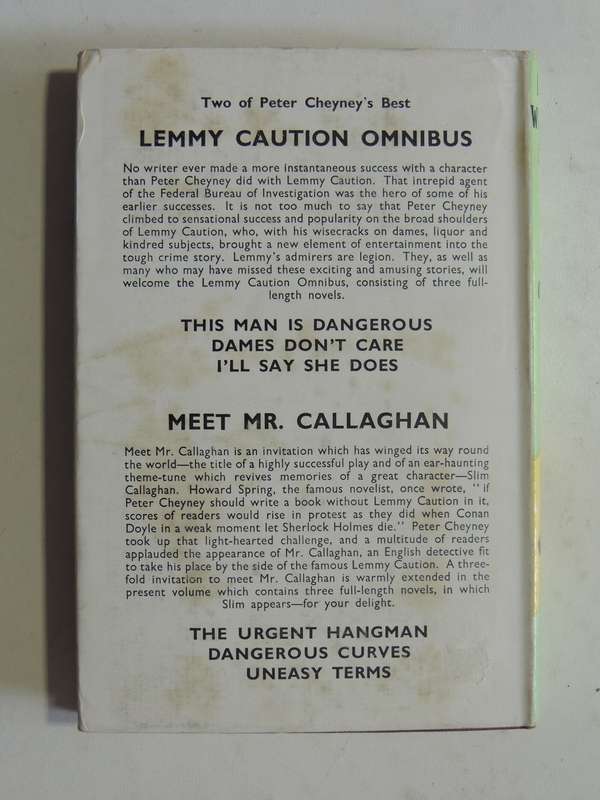 Two of Peter Cheyney's Best
LEMMY CAUTION OMNIBUS
No writer ever made a more instantaneous success with a character
than Peter Cheyney did with Lemmy Caution. That intrepid agent
of the Federal Bureau of Investigation was the hero of some of his
earlier successes. It is not too much to say that Peter Cheyney
climbed to sensational success and popularity on the broad shoulders
of Lemmy Caution, who, with his wisecracks on dames, liquor and
kindred subjects, brought a new element of entertainment into the
tough crime story. Lemmy's admirers are legion. They, as well as
many who may have missed these exciting and amusing stories, will
welcome the Lemmy Caution Omnibus, consisting of three full-
length novels.
THIS MAN IS DANGEROUS
DAMES DON'T CARE
I'LL SAY SHE DOES
MEET MR. CALLAGHAN
Meet Mr. Callaghan is an invitation which has winged its way round
the world—the title of a highly successful play and of an ear-haunting
theme-tune which revives memories of a great character—Slim
Callaghan. Howard Spring, the famous novelist, once wrote, "if
Peter Cheyney should write a book without Lemmy Caution in it,
scores of readers would rise in protest as they did when Conan
Doyle in a weak moment let Sherlock Holmes die." Peter Cheyney
took up that light-hearted challenge, and a multitude of readers
applauded the appearance of Mr. Callaghan, an English detective fit
to take his place by the side of the famous Lemmy Caution. A three-
fold invitation to meet Mr. Callaghan is warmly extended in the
present volume which contains three full-length novels, in which
Slim appears—for your delight.
THE URGENT HANGMAN
DANGEROUS CURVES
UNEASY TERMS